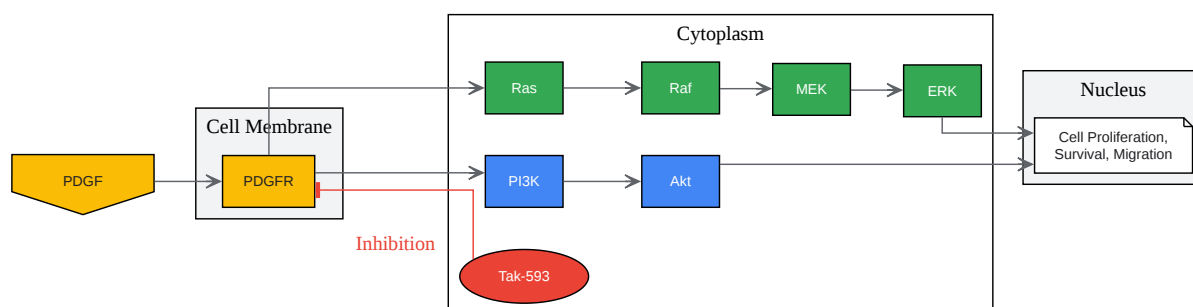 Cytoplasm
Ras
Raf
MEK
ERK
Nucleus
Cell Proliferation,
Survival, Migration
Cell Membrane
PDGF
PDGFR
PI3K
Akt
Inhibition
Tak-593